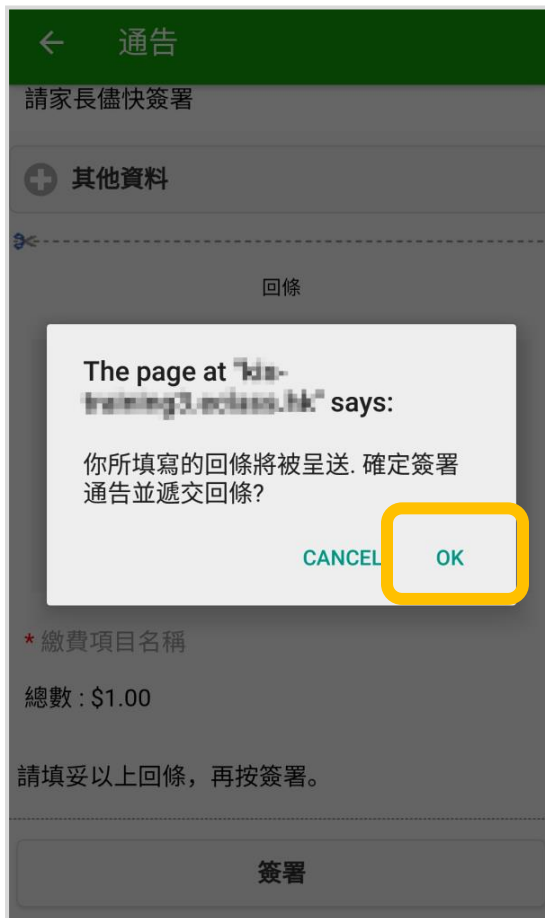 通告
請家長儘快簽署
其他資料
回條
The page at
says:
你所填寫的回條將被呈送. 確定簽署
通告並遞交回條?
CANCEL OK
* 繳費項目名稱
總數 : $1.00
請填妥以上回條，再按簽署。
簽署